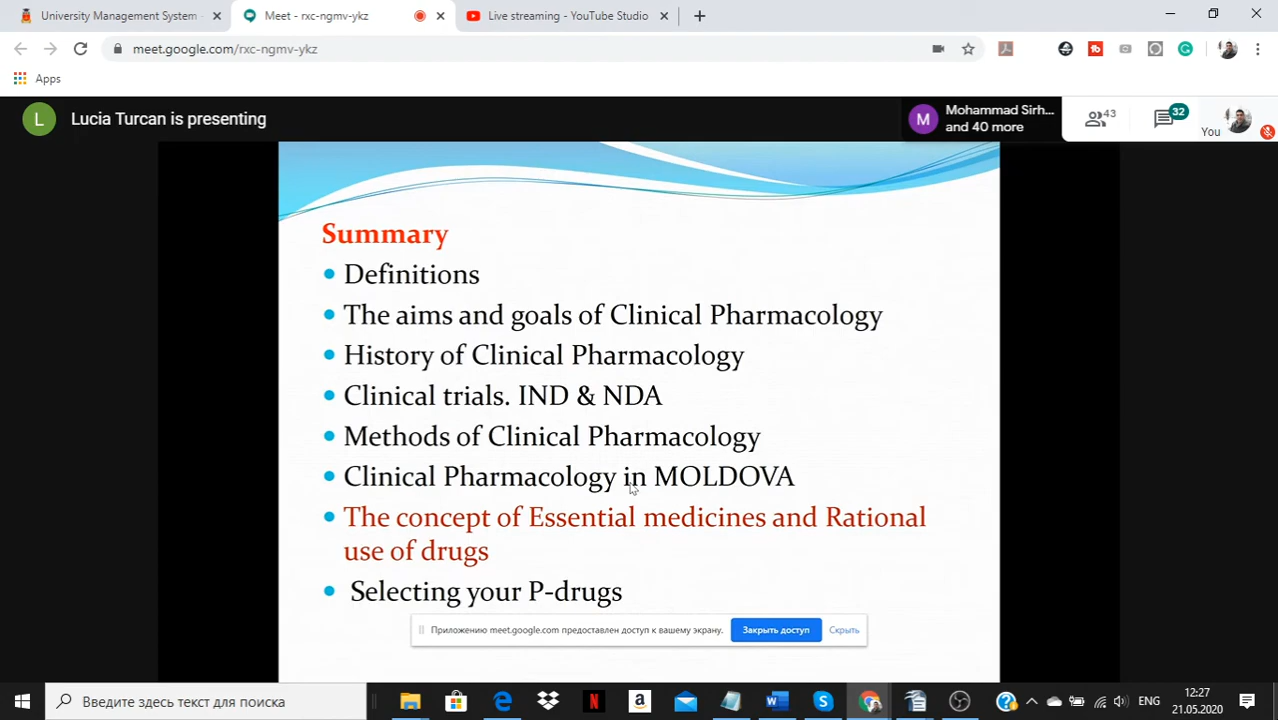 University Management System -
Meet - rxc-ngmv-ykz
Live streaming - YouTube Studio
meet.google.com/rxc-ngmv-ykz
Apps
L
Lucia Turcan is presenting
M
Mohammad Sirh...
and 40 more
43
32
You
Summary
Definitions
The aims and goals of Clinical Pharmacology
History of Clinical Pharmacology
Clinical trials. IND & NDA
Methods of Clinical Pharmacology
Clinical Pharmacology in MOLDOVA
The concept of Essential medicines and Rational
use of drugs
Selecting your P-drugs
Приложению meet.google.com предоставлен доступ к вашему экрану.
Закрыть доступ
Скрыть
Введите здесь текст для поиска
ENG
12:27
21.05.2020